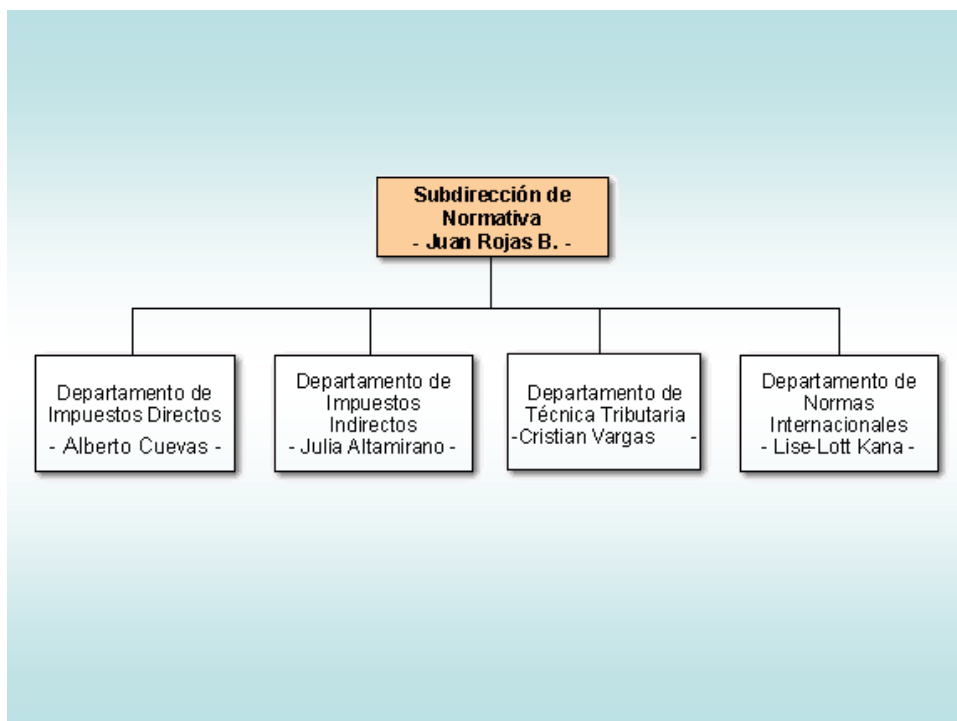 Subdirección de
Normativa
- Juan Rojas B. -
Departamento de
Impuestos Directos
- Alberto Cuevas -
Departamento de
Impuestos
Indirectos
- Julia Altamirano -
Departamento de
Técnica Tributaria
-Cristian Vargas -
Departamento de
Normas
Internacionales
- Lise-Lott Kana -